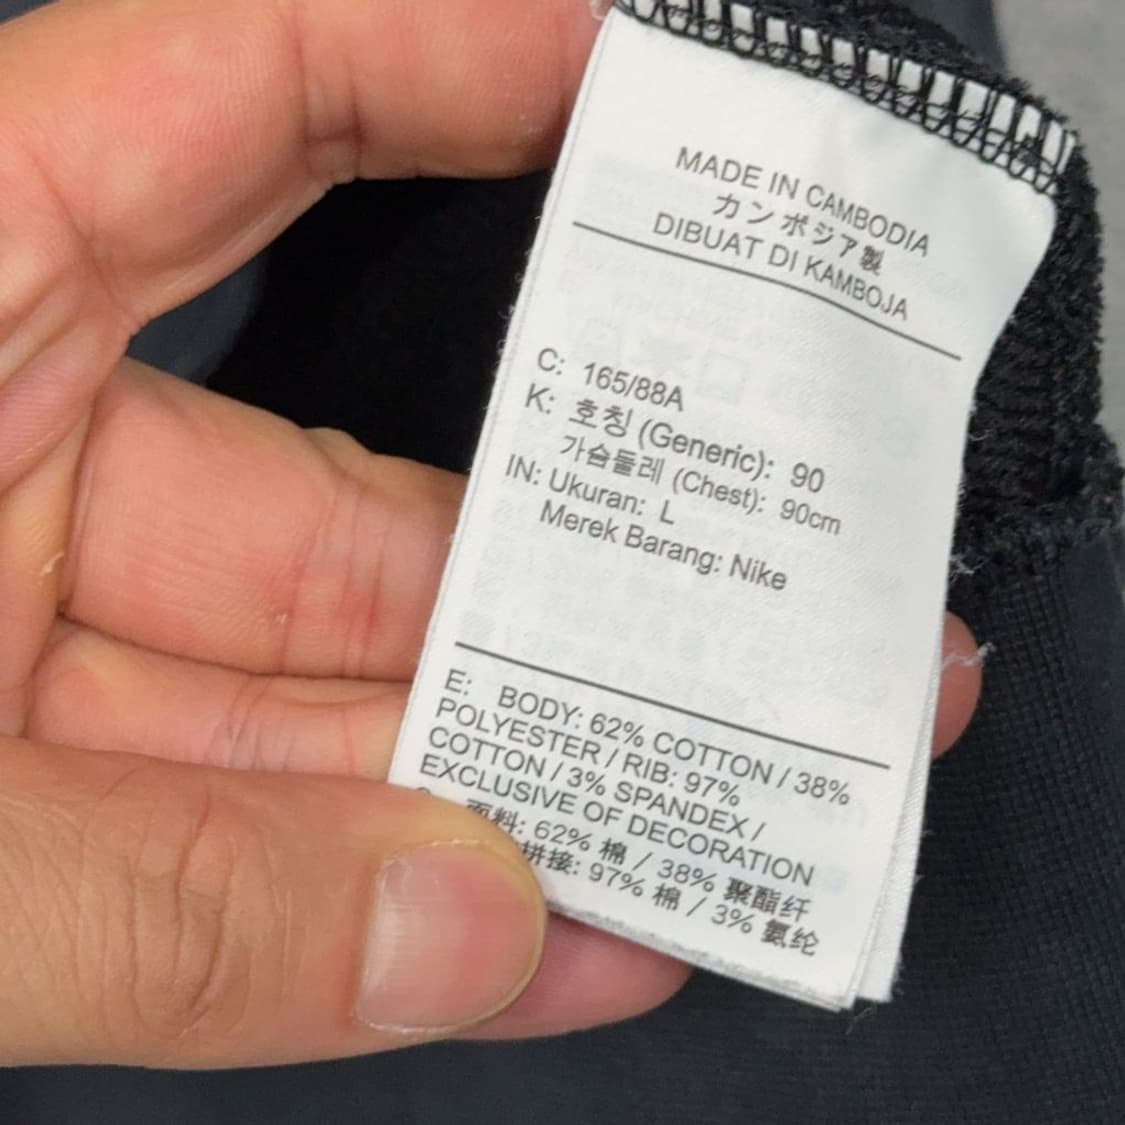 MADE IN CAMBODIA
カンボジア製
DIBUAT DI KAMBOJA
C: 165/88A
K: 호칭 (Generic): 90
가슴둘레 (Chest): 90cm
IN: Ukuran: L
Merek Barang: Nike
E: BODY: 62% COTTON / 38%
POLYESTER / RIB: 97%
COTTON / 3% SPANDEX /
EXCLUSIVE OF DECORATION
面料: 62% 棉 / 38% 聚酯纤
拼接: 97% 棉 / 3% 氨纶